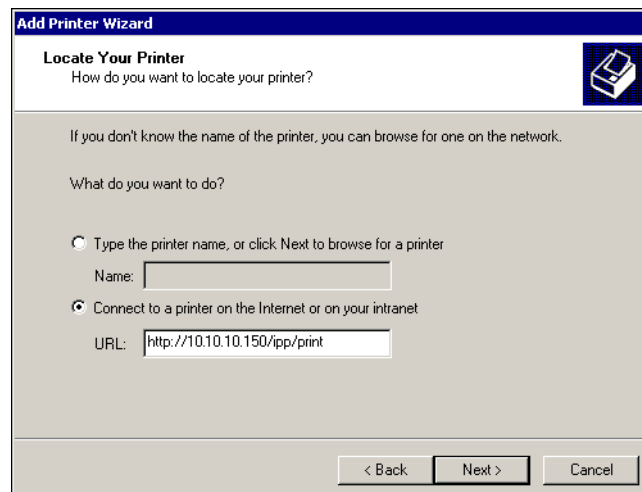 Add Printer Wizard
Locate Your Printer
How do you want to locate your printer?
If you don't know the name of the printer, you can browse for one on the network.
What do you want to do?
Type the printer name, or click Next to browse for a printer
Name:
Connect to a printer on the Internet or on your intranet
URL: http://10.10.10.150/ipp/print
< Back Next > Cancel